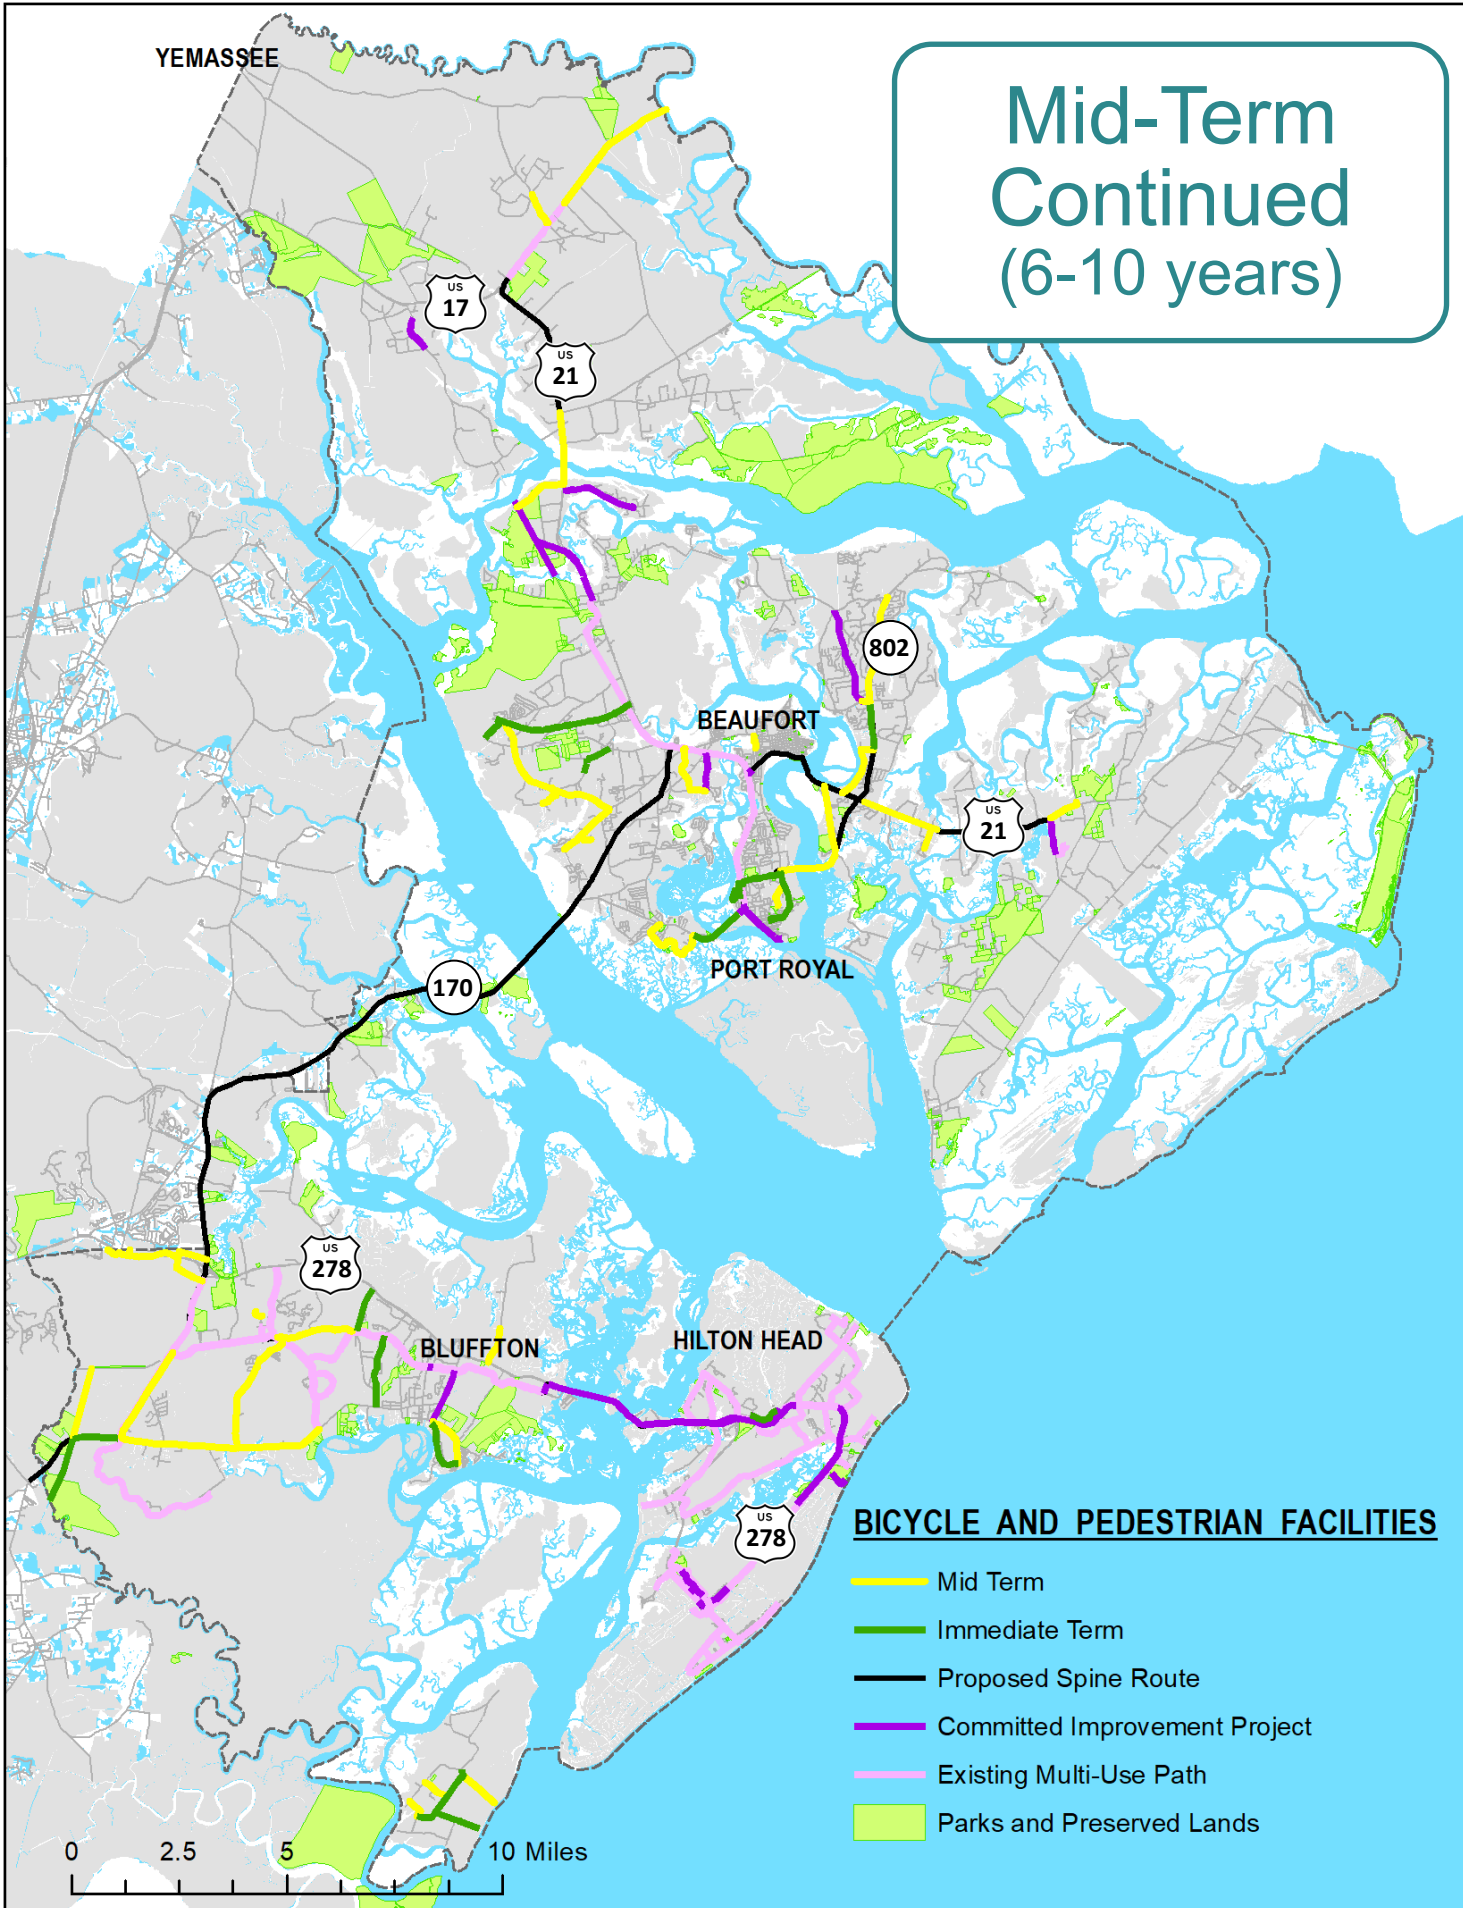 YEMASSEE
Mid-Term
Continued
(6-10 years)
US
17
US
21
802
BEAUFORT
US
21
PORT ROYAL
170
US
278
BLUFFTON
HILTON HEAD
US
278
BICYCLE AND PEDESTRIAN FACILITIES
Mid Term
Immediate Term
Proposed Spine Route
Committed Improvement Project
Existing Multi-Use Path
Parks and Preserved Lands
0 2.5 5 10 Miles